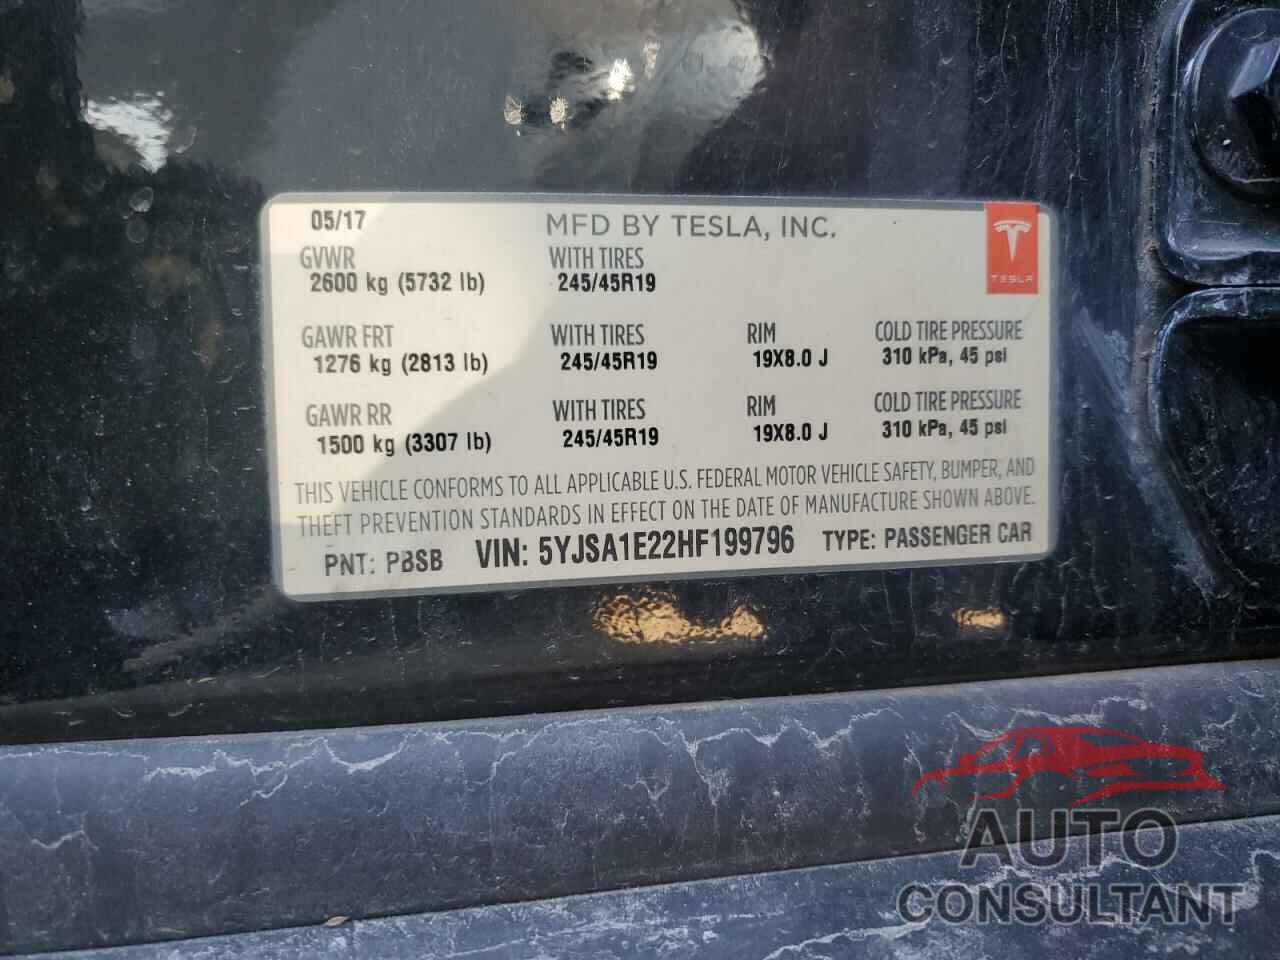 05/17 MFD BY TESLA, INC.
GVWR WITH TIRES
2600 kg (5732 lb) 245/45R19
TESLA
GAWR FRT WITH TIRES RIM COLD TIRE PRESSURE
1276 kg (2813 lb) 245/45R19 19X8.0 J 310 kPa, 45 psi
GAWR RR WITH TIRES RIM COLD TIRE PRESSURE
1500 kg (3307 lb) 245/45R19 19X8.0 J 310 kPa, 45 psi
THIS VEHICLE CONFORMS TO ALL APPLICABLE U.S. FEDERAL MOTOR VEHICLE SAFETY, BUMPER, AND
THEFT PREVENTION STANDARDS IN EFFECT ON THE DATE OF MANUFACTURE SHOWN ABOVE.
PNT: PBSB VIN: 5YJSA1E22HF199796 TYPE: PASSENGER CAR
AUTO
CONSULTANT